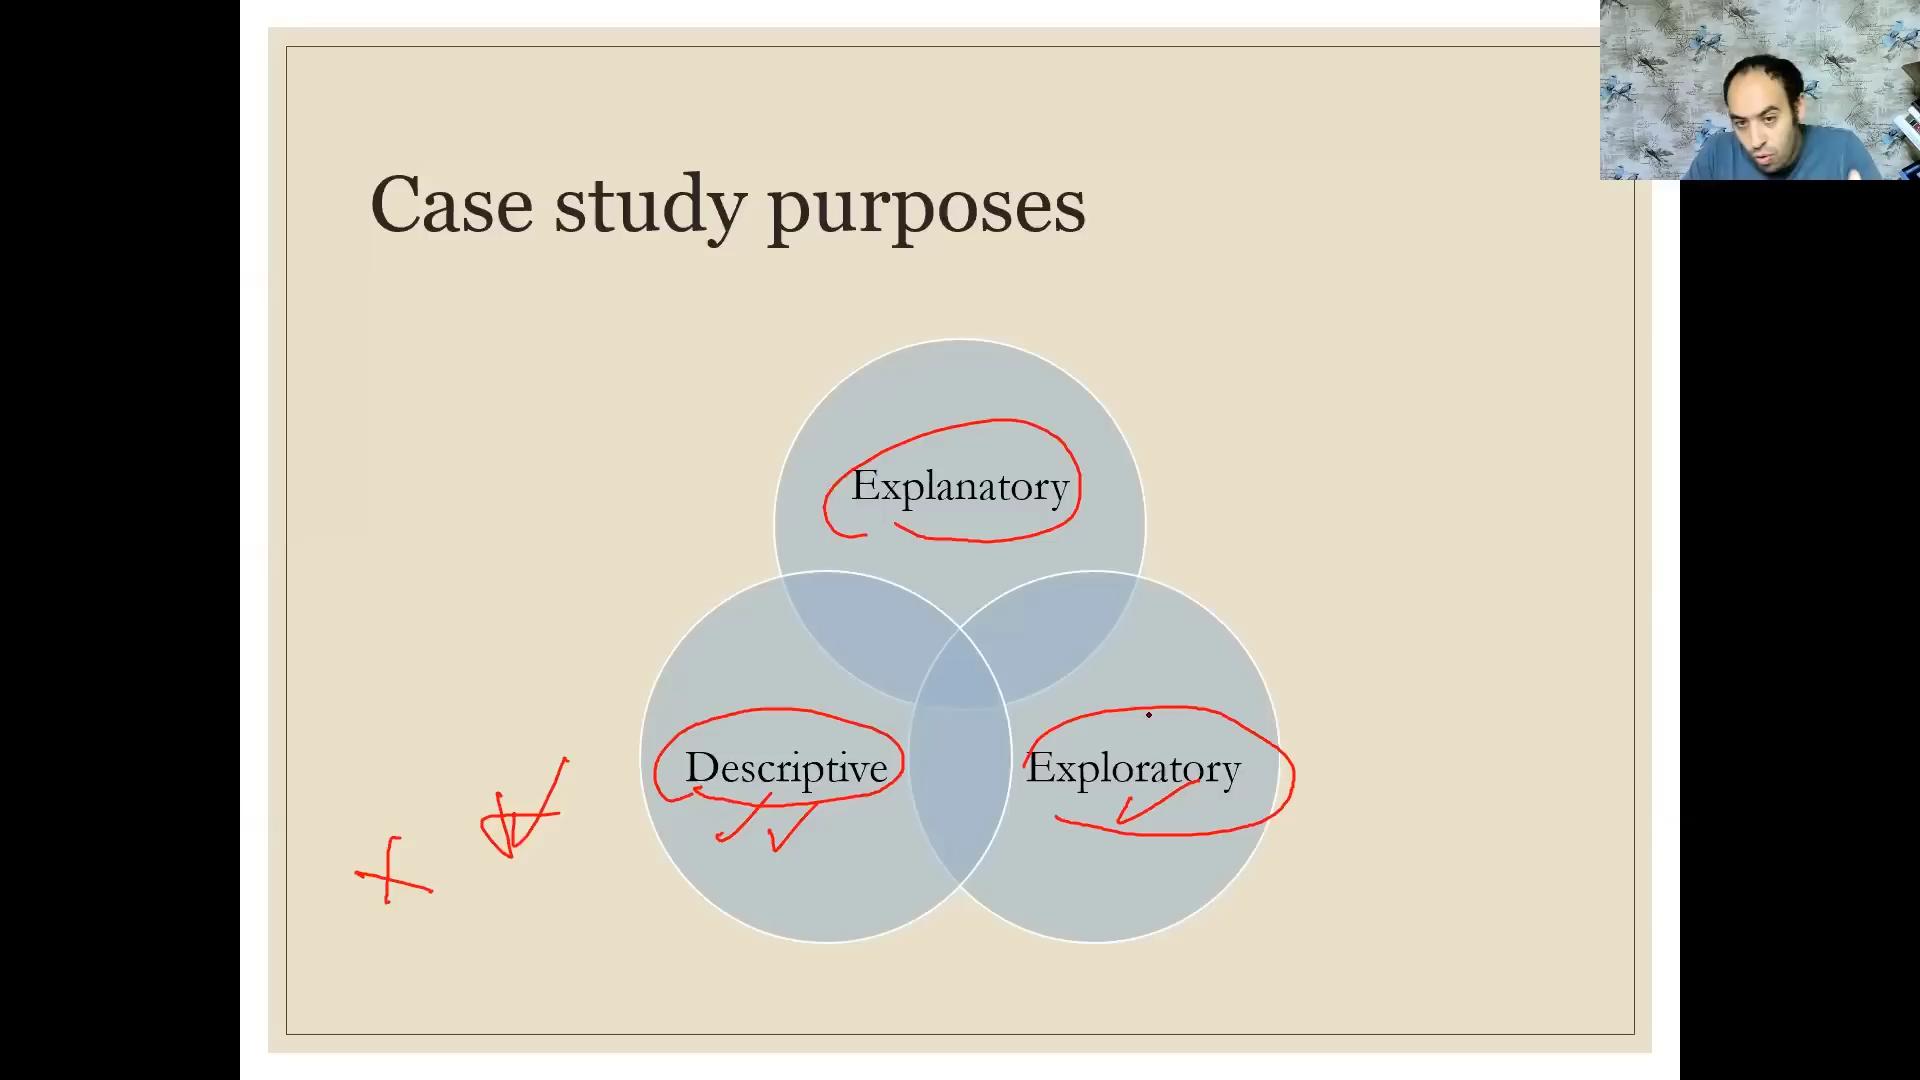 Case study purposes
Explanatory
Descriptive
Exploratory